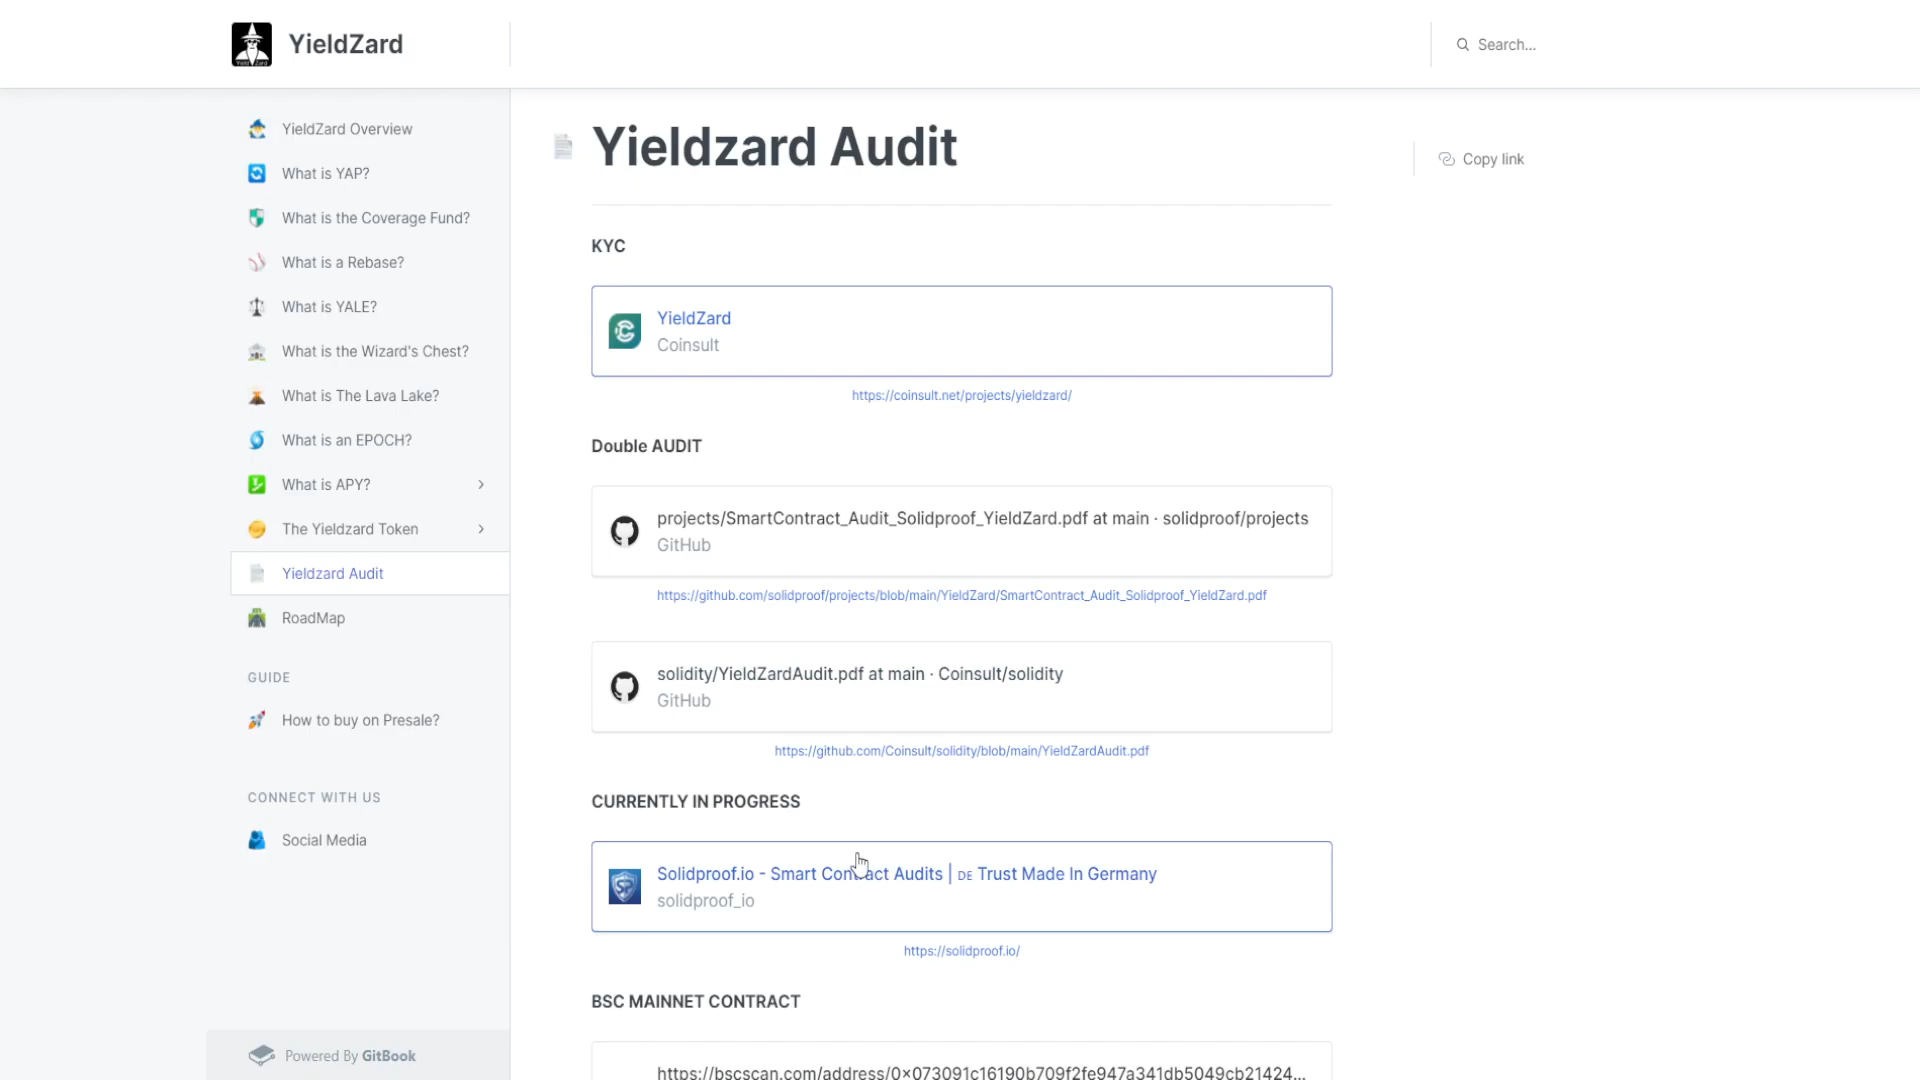 YieldZard
Search...
YieldZard Overview
What is YAP?
What is the Coverage Fund?
What is a Rebase?
What is YALE?
What is the Wizard's Chest?
What is The Lava Lake?
What is an EPOCH?
What is APY?
The Yieldzard Token
Yieldzard Audit
RoadMap
GUIDE
How to buy on Presale?
CONNECT WITH US
Social Media
Powered By GitBook
Yieldzard Audit
Copy link
KYC
YieldZard
Coinsult
https://coinsult.net/projects/yieldzard/
Double AUDIT
projects/SmartContract_Audit_Solidproof_YieldZard.pdf at main · solidproof/projects
GitHub
https://github.com/solidproof/projects/blob/main/YieldZard/SmartContract_Audit_Solidproof_YieldZard.pdf
solidity/YieldZardAudit.pdf at main · Coinsult/solidity
GitHub
https://github.com/Coinsult/solidity/blob/main/YieldZardAudit.pdf
CURRENTLY IN PROGRESS
Solidproof.io - Smart Contract Audits | DE Trust Made In Germany
solidproof_io
https://solidproof.io/
BSC MAINNET CONTRACT
https://bscscan.com/address/0x073091c16190b709f2fe947a341db5049cb21424...